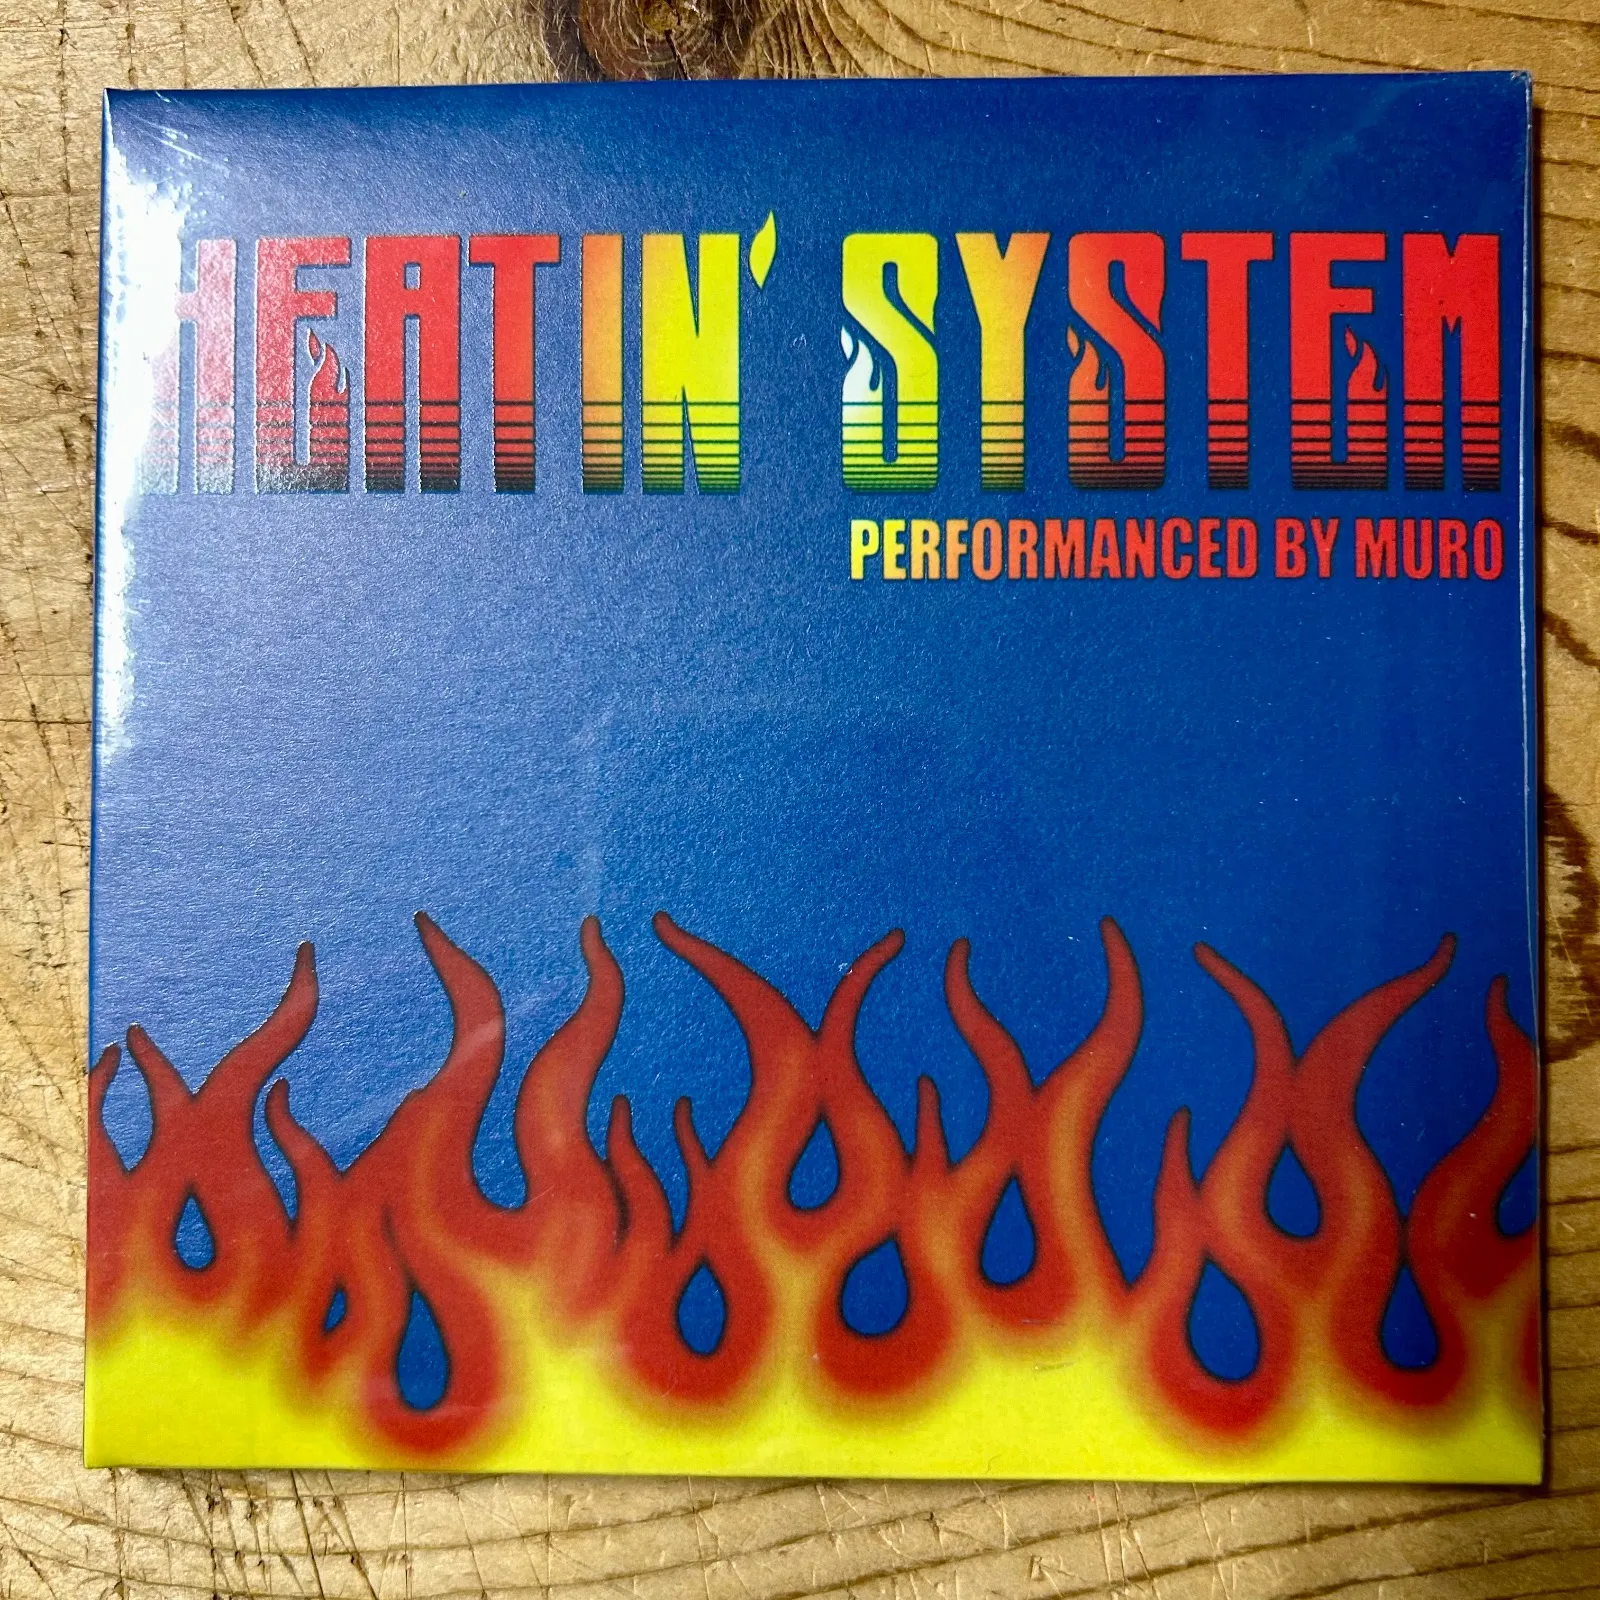 HEATIN' SYSTEM
PERFORMANCED BY MURO